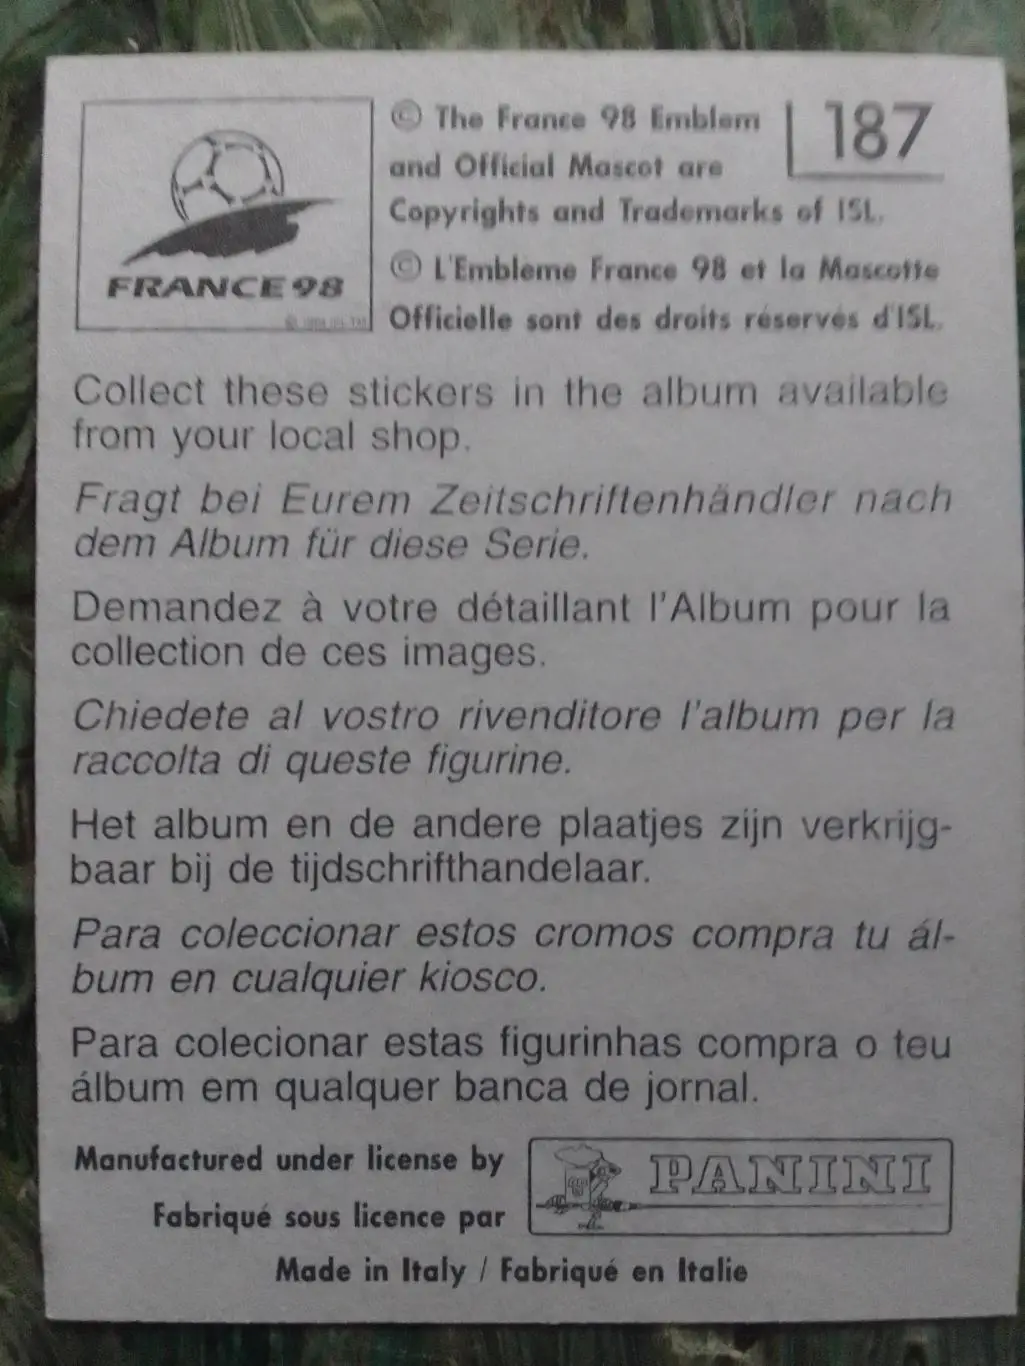 © The France 98 Emblem
and Official Mascot are
Copyrights and Trademarks of ISL.
187
© L'Embleme France 98 et la Mascotte
Officielle sont des droits réservés d'ISL.
FRANCE 98
Collect these stickers in the album available
from your local shop.
Fragt bei Eurem Zeitschriftenhändler nach
dem Album für diese Serie.
Demandez à votre détaillant l'Album pour la
collection de ces images.
Chiedete al vostro rivenditore l'album per la
raccolta di queste figurine.
Het album en de andere plaatjes zijn verkrijg-
baar bij de tijdschrifthandelaar.
Para coleccionar estos cromos compra tu ál-
bum en cualquier kiosco.
Para colecionar estas figurinhas compra o teu
álbum em qualquer banca de jornal.
Manufactured under license by
Fabriqué sous licence par
PANINI
Made in Italy / Fabriqué en Italie